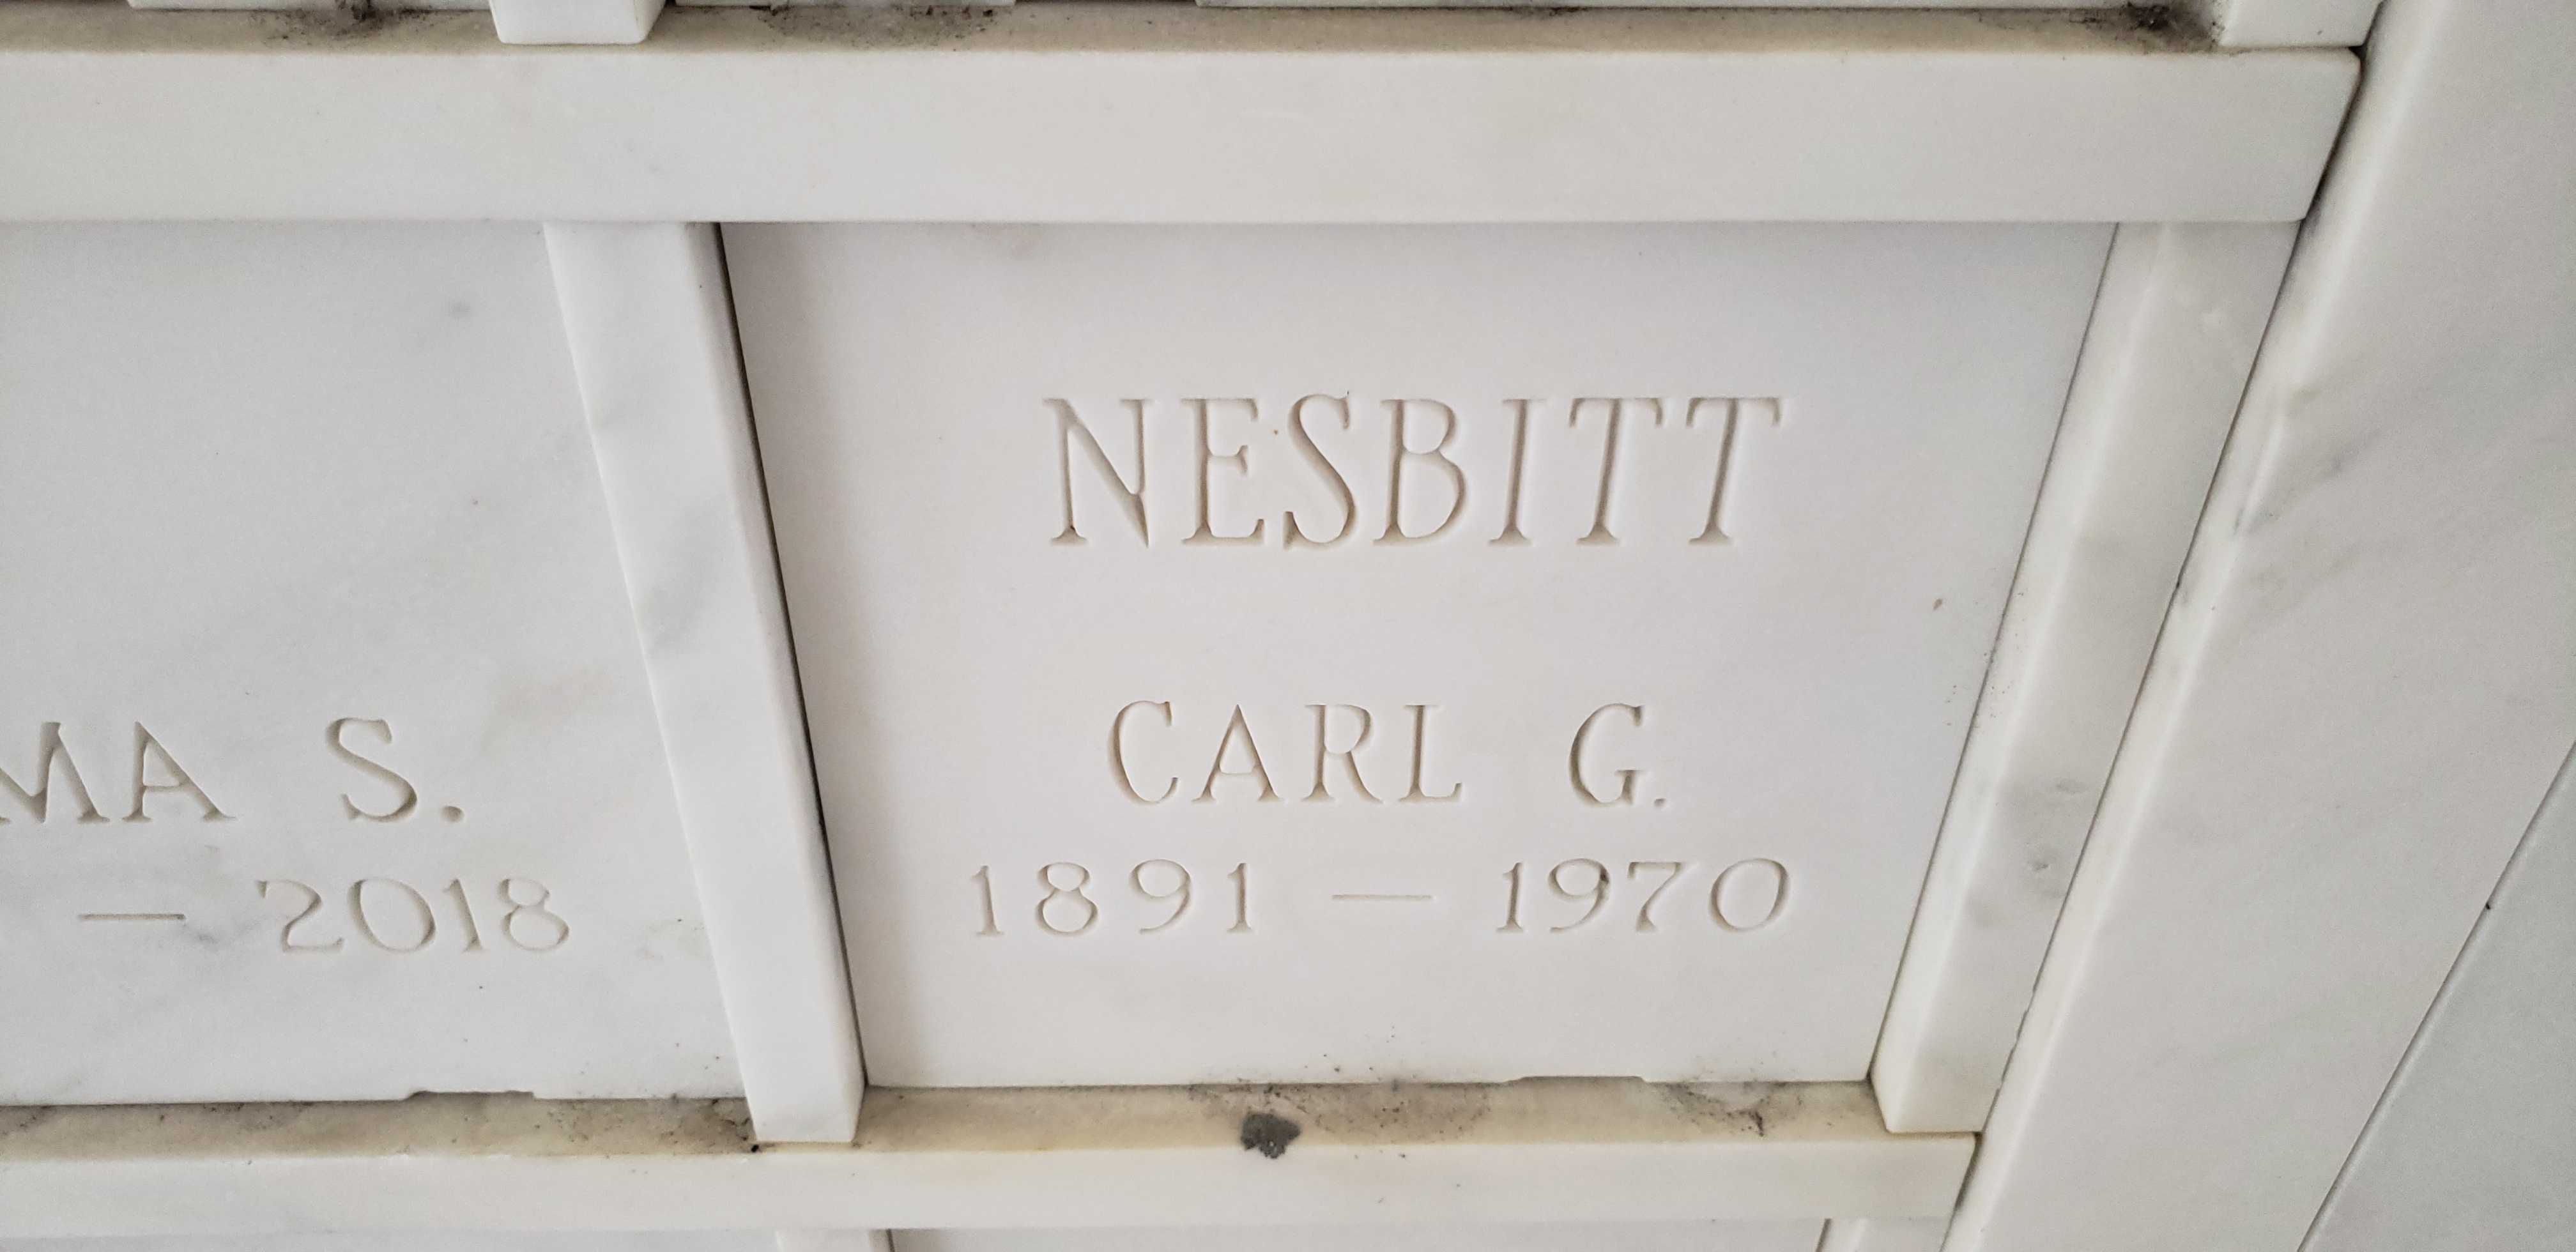 NESBITT
CARL G.
1891 — 1970
MA S.
— 2018